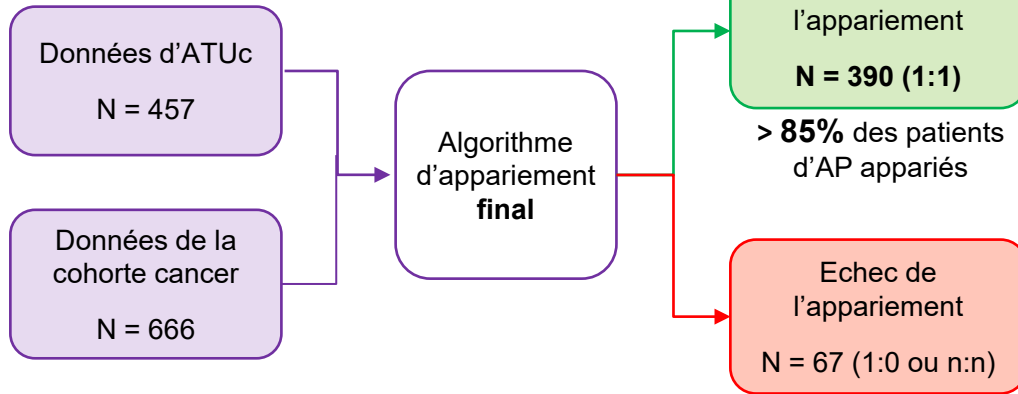 Données d'ATUc
N = 457
Données de la
cohorte cancer
N = 666
Algorithme
d'appariement
final
l'appariement
N = 390 (1:1)
> 85% des patients
d'AP appariés
Echec de
l'appariement
N = 67 (1:0 ou n:n)